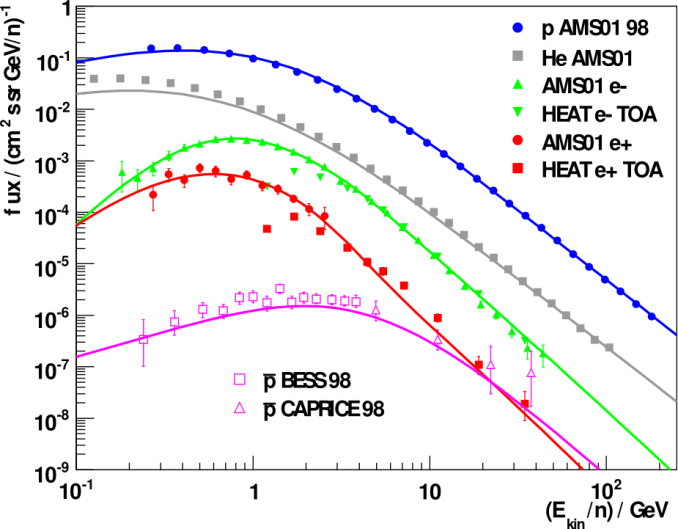 flux / (cm² s sr GeV/n)⁻¹
1
10⁻¹
10⁻²
10⁻³
10⁻⁴
10⁻⁵
10⁻⁶
10⁻⁷
10⁻⁸
10⁻⁹
p AMS01 98
He AMS01
AMS01 e-
HEAT e- TOA
AMS01 e+
HEAT e+ TOA
p̅ BESS 98
p̅ CAPRICE 98
10⁻¹ 1 10 10²
(E_kin/n) / GeV